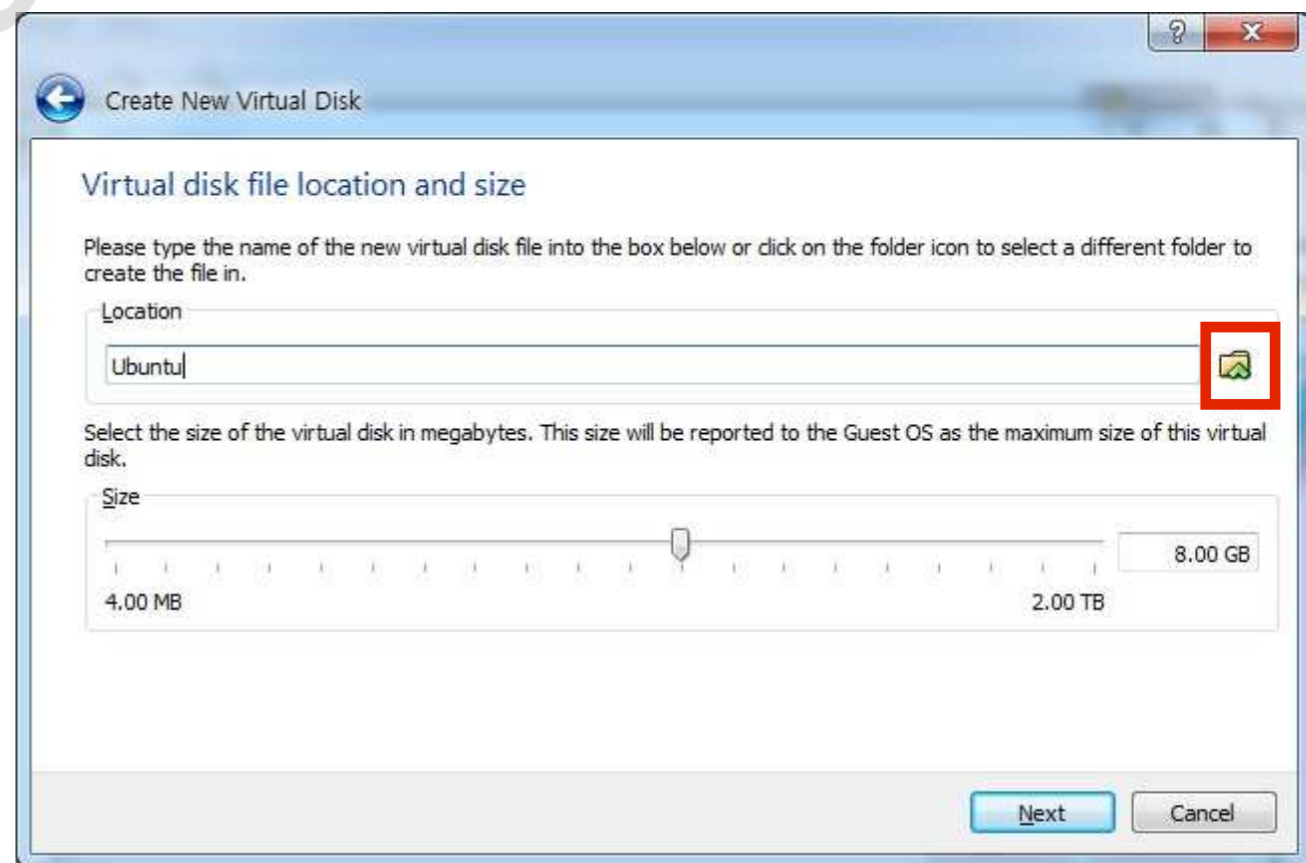 Create New Virtual Disk
Virtual disk file location and size
Please type the name of the new virtual disk file into the box below or click on the folder icon to select a different folder to
create the file in.
Location
Ubuntu
Select the size of the virtual disk in megabytes. This size will be reported to the Guest OS as the maximum size of this virtual
disk.
Size
8.00 GB
4.00 MB 2.00 TB
Next Cancel